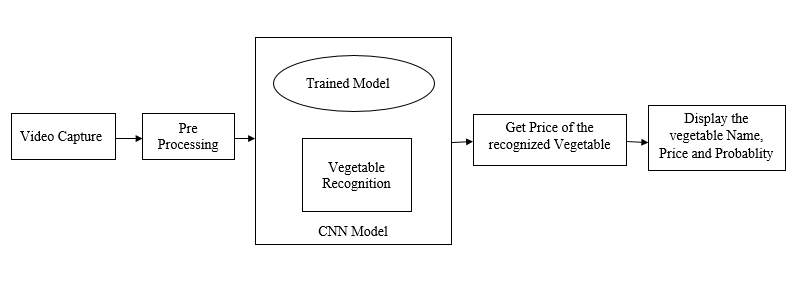 Video Capture
Pre
Processing
Trained Model
Vegetable
Recognition
CNN Model
Get Price of the
recognized Vegetable
Display the
vegetable Name,
Price and Probablity